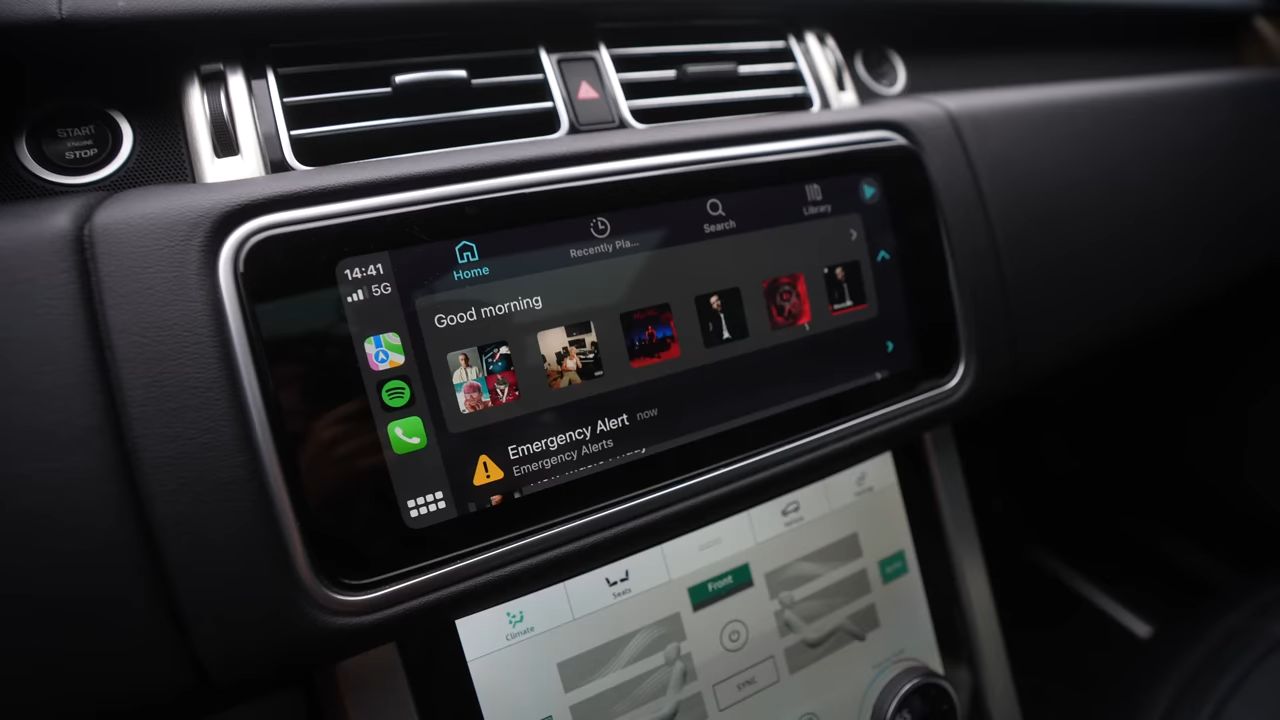 START
ENGINE
STOP
14:41
5G
Home
Recently Pla...
Search
Library
Good morning
Emergency Alert now
Emergency Alerts
Climate
Seats
Front
Vehicle
SYNC